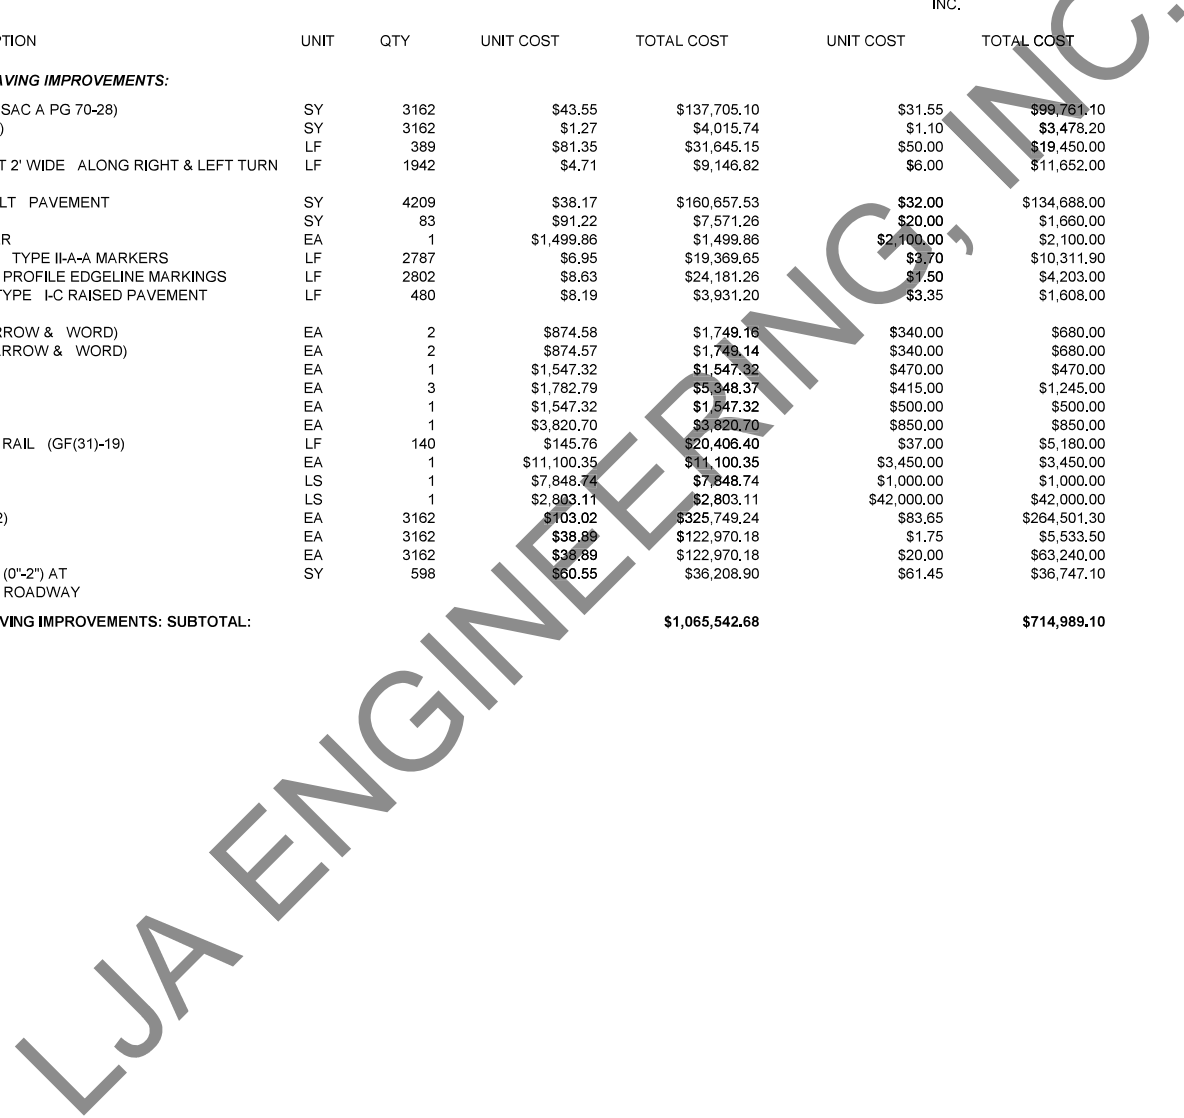 INC.
PTION UNIT QTY UNIT COST TOTAL COST UNIT COST TOTAL COST
AVING IMPROVEMENTS:
SAC A PG 70-28) SY 3162 $43.55 $137,705.10 $31.55 $99,761.10
) SY 3162 $1.27 $4,015.74 $1.10 $3,478.20
LF 389 $81.35 $31,645.15 $50.00 $19,450.00
T 2' WIDE ALONG RIGHT & LEFT TURN LF 1942 $4.71 $9,146.82 $6.00 $11,652.00
LT PAVEMENT SY 4209 $38.17 $160,657.53 $32.00 $134,688.00
SY 83 $91.22 $7,571.26 $20.00 $1,660.00
R EA 1 $1,499.86 $1,499.86 $2,100.00 $2,100.00
TYPE II-A-A MARKERS LF 2787 $6.95 $19,369.65 $3.70 $10,311.90
PROFILE EDGELINE MARKINGS LF 2802 $8.63 $24,181.26 $1.50 $4,203.00
TYPE I-C RAISED PAVEMENT LF 480 $8.19 $3,931.20 $3.35 $1,608.00
RROW & WORD) EA 2 $874.58 $1,749.16 $340.00 $680.00
ARROW & WORD) EA 2 $874.57 $1,749.14 $340.00 $680.00
EA 1 $1,547.32 $1,547.32 $470.00 $470.00
EA 3 $1,782.79 $5,348.37 $415.00 $1,245.00
EA 1 $1,547.32 $1,547.32 $500.00 $500.00
EA 1 $3,820.70 $3,820.70 $850.00 $850.00
RAIL (GF(31)-19) LF 140 $145.76 $20,406.40 $37.00 $5,180.00
EA 1 $11,100.35 $11,100.35 $3,450.00 $3,450.00
LS 1 $7,848.74 $7,848.74 $1,000.00 $1,000.00
LS 1 $2,803.11 $2,803.11 $42,000.00 $42,000.00
2) EA 3162 $103.02 $325,749.24 $83.65 $264,501.30
EA 3162 $38.89 $122,970.18 $1.75 $5,533.50
EA 3162 $38.89 $122,970.18 $20.00 $63,240.00
(0"-2") AT SY 598 $60.55 $36,208.90 $61.45 $36,747.10
ROADWAY
VING IMPROVEMENTS: SUBTOTAL: $1,065,542.68 $714,989.10
LJA ENGINEERING, INC.